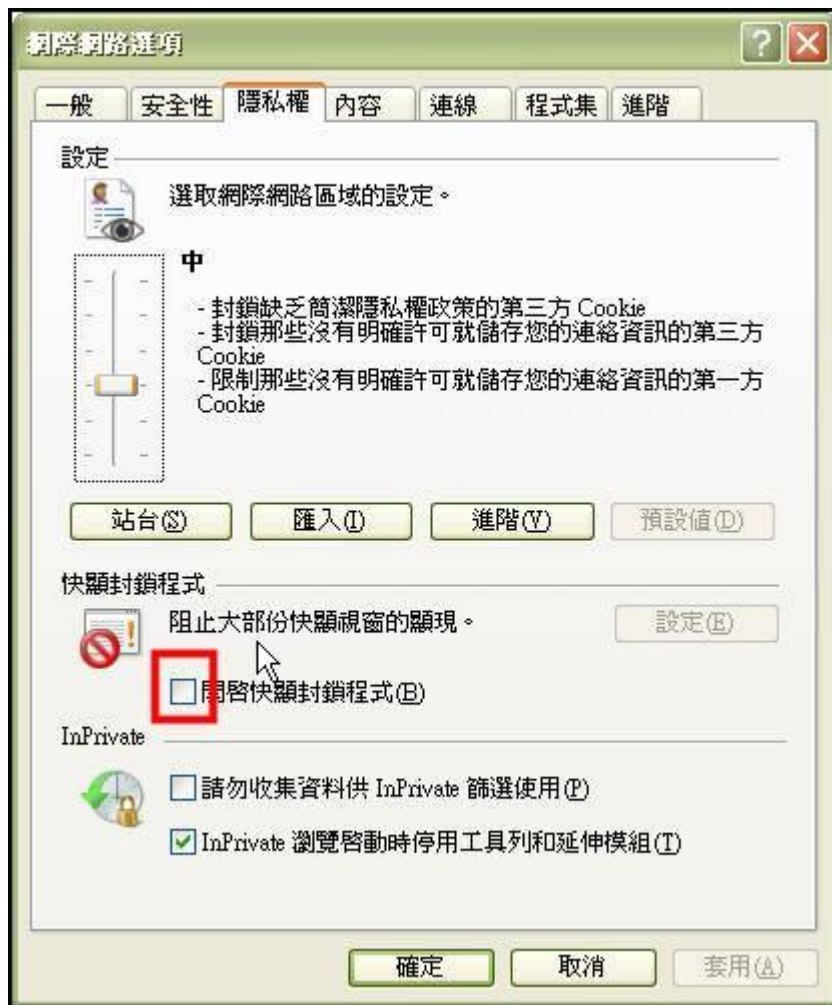 網際網路選項
一般 安全性 隱私權 內容 連線 程式集 進階
設定
選取網際網路區域的設定。
中
- 封鎖缺乏簡潔隱私權政策的第三方 Cookie
- 封鎖那些沒有明確許可就儲存您的連絡資訊的第三方
Cookie
- 限制那些沒有明確許可就儲存您的連絡資訊的第一方
Cookie
站台(S) 匯入(I) 進階(V) 預設值(D)
快顯封鎖程式
阻止大部份快顯視窗的顯現。 設定(E)
開啟快顯封鎖程式(B)
InPrivate
請勿收集資料供 InPrivate 篩選使用(P)
InPrivate 瀏覽啟動時停用工具列和延伸模組(T)
確定 取消 套用(A)